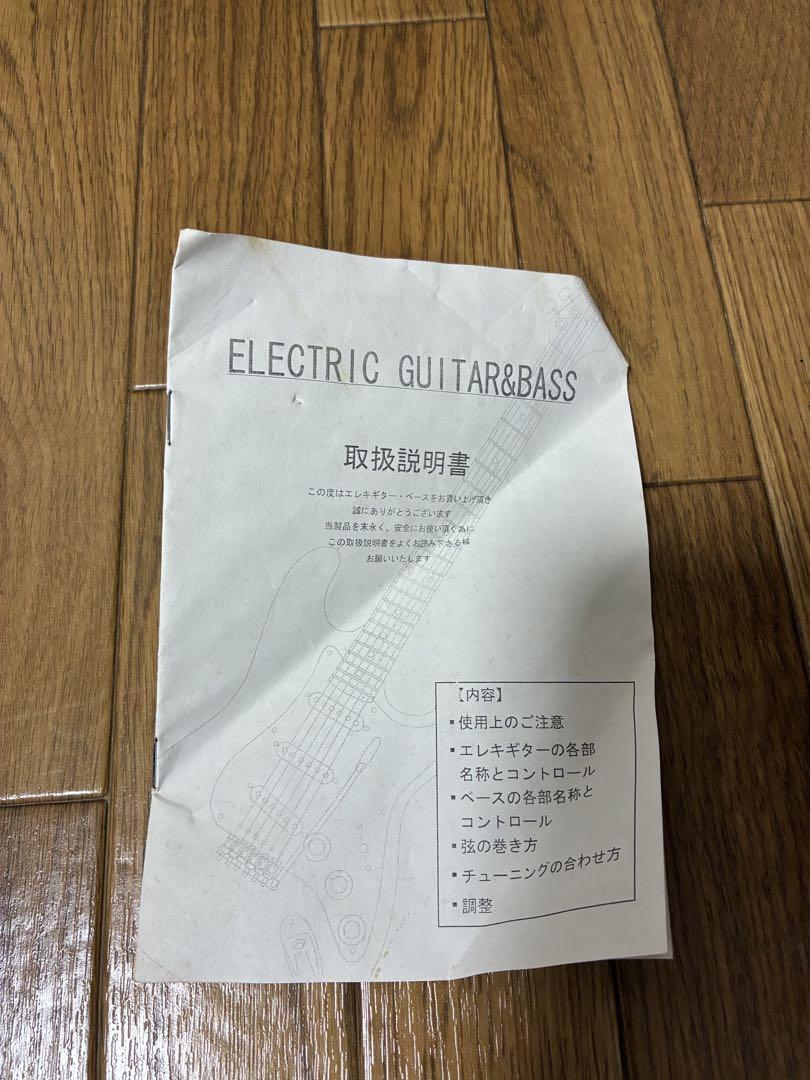 ELECTRIC GUITAR&BASS
取扱説明書
この度はエレキギター・ベースをお買い上げ頂き
誠にありがとうございます
当製品を末永く、安全にお使い頂く為に
この取扱説明書をよくお読み下さる様
お願いいたします
【内容】
▪使用上のご注意
▪エレキギターの各部
名称とコントロール
▪ベースの各部名称と
コントロール
▪弦の巻き方
▪チューニングの合わせ方
▪調整